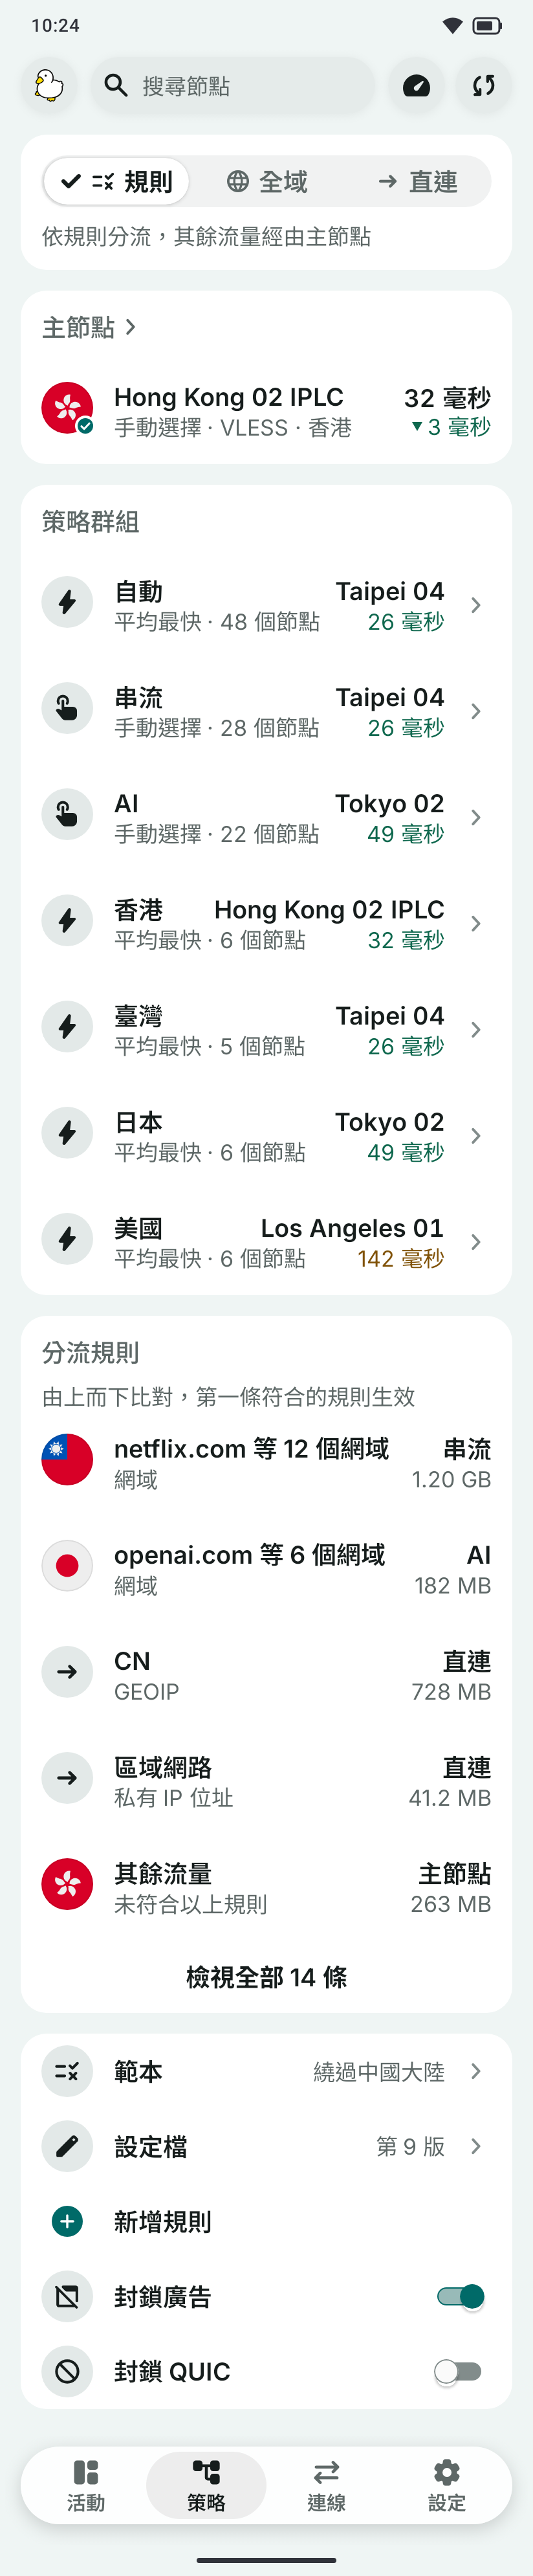 10:24
搜尋節點
規則
全域
直連
依規則分流，其餘流量經由主節點
主節點
Hong Kong 02 IPLC
32 毫秒
手動選擇 · VLESS · 香港
▼3 毫秒
策略群組
自動
Taipei 04
平均最快 · 48 個節點
26 毫秒
串流
Taipei 04
手動選擇 · 28 個節點
26 毫秒
AI
Tokyo 02
手動選擇 · 22 個節點
49 毫秒
香港
Hong Kong 02 IPLC
平均最快 · 6 個節點
32 毫秒
臺灣
Taipei 04
平均最快 · 5 個節點
26 毫秒
日本
Tokyo 02
平均最快 · 6 個節點
49 毫秒
美國
Los Angeles 01
平均最快 · 6 個節點
142 毫秒
分流規則
由上而下比對，第一條符合的規則生效
netflix.com 等 12 個網域
串流
網域
1.20 GB
openai.com 等 6 個網域
AI
網域
182 MB
CN
直連
GEOIP
728 MB
區域網路
直連
私有 IP 位址
41.2 MB
其餘流量
主節點
未符合以上規則
263 MB
檢視全部 14 條
範本
繞過中國大陸
設定檔
第 9 版
新增規則
封鎖廣告
封鎖 QUIC
活動
策略
連線
設定